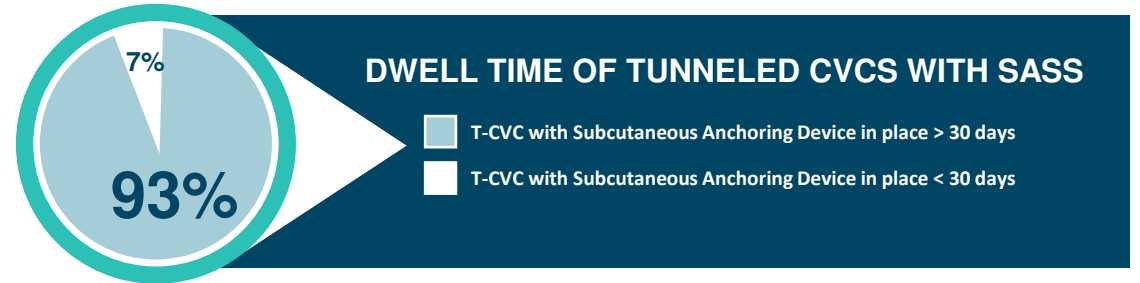 7%
93%
DWELL TIME OF TUNNELED CVCS WITH SASS
T-CVC with Subcutaneous Anchoring Device in place > 30 days
T-CVC with Subcutaneous Anchoring Device in place < 30 days